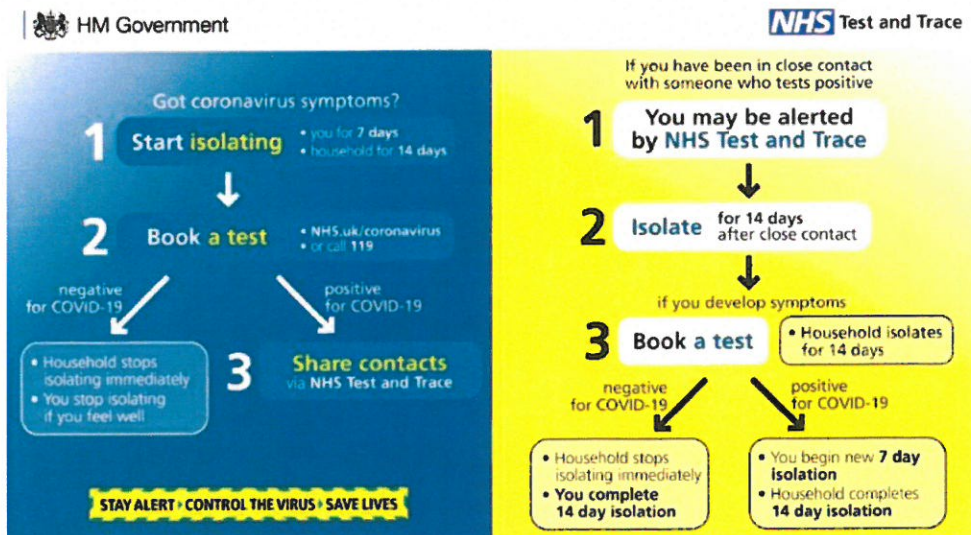 HM Government
NHS Test and Trace
Got coronavirus symptoms?
1 Start isolating
• you for 7 days
• household for 14 days
2 Book a test
• NHS.uk/coronavirus
• or call 119
negative
for COVID-19
positive
for COVID-19
• Household stops
isolating immediately
• You stop isolating
if you feel well
3 Share contacts
via NHS Test and Trace
STAY ALERT CONTROL THE VIRUS SAVE LIVES
If you have been in close contact
with someone who tests positive
1 You may be alerted
by NHS Test and Trace
2 Isolate for 14 days
after close contact
if you develop symptoms
3 Book a test
• Household isolates
for 14 days
negative
for COVID-19
positive
for COVID-19
• Household stops
isolating immediately
• You complete
14 day isolation
• You begin new 7 day
isolation
• Household completes
14 day isolation